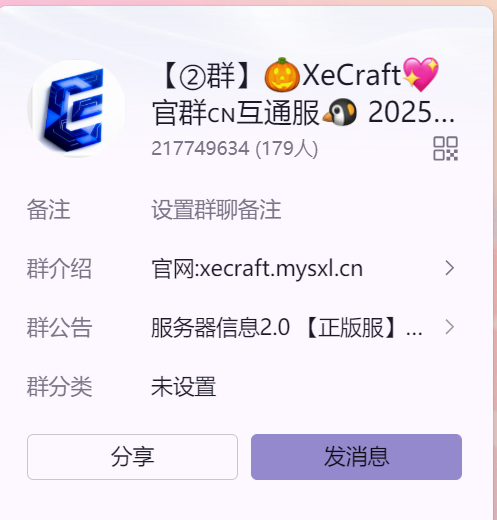 【②群】🎃XeCraft💖
官群ᴄɴ互通服🐧 2025...
217749634 (179人)
备注 设置群聊备注
群介绍 官网:xecraft.mysxl.cn
群公告 服务器信息2.0 【正版服】...
群分类 未设置
分享 发消息